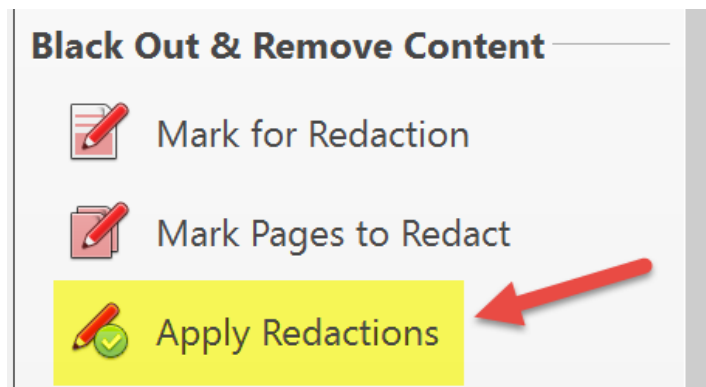 Black Out & Remove Content
Mark for Redaction
Mark Pages to Redact
Apply Redactions